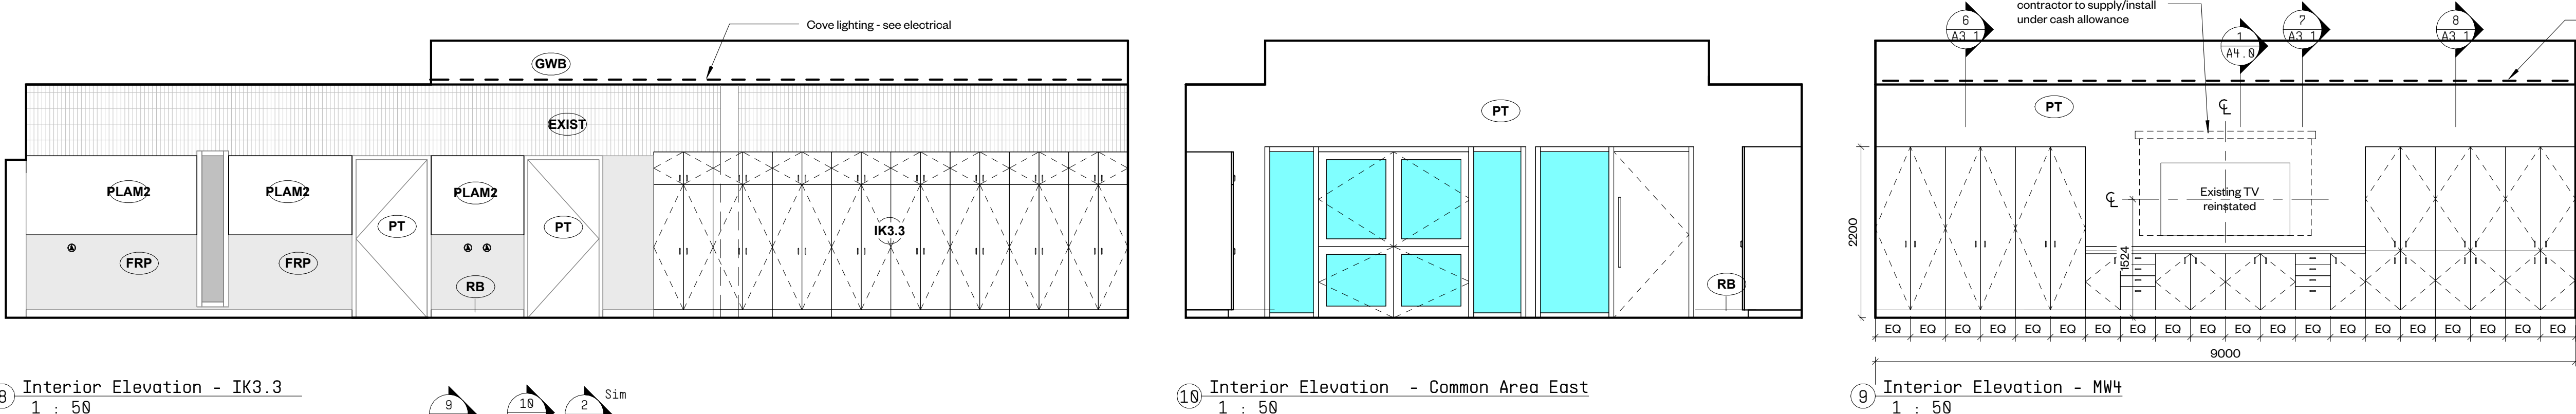 Cove lighting - see electrical
GWB
EXIST
PLAM2
PLAM2
PLAM2
PT
PT
IK3.3
FRP
FRP
RB
8
Interior Elevation - IK3.3
1 : 50
9
10
2
Sim
PT
RB
10
Interior Elevation - Common Area East
1 : 50
contractor to supply/install
under cash allowance
6
A3.1
1
A4.0
7
A3.1
8
A3.1
PT
℄
℄
Existing TV
reinstated
2200
1524
EQ EQ EQ EQ EQ EQ EQ EQ EQ EQ EQ EQ EQ EQ EQ EQ EQ EQ EQ EQ
9000
9
Interior Elevation - MW4
1 : 50